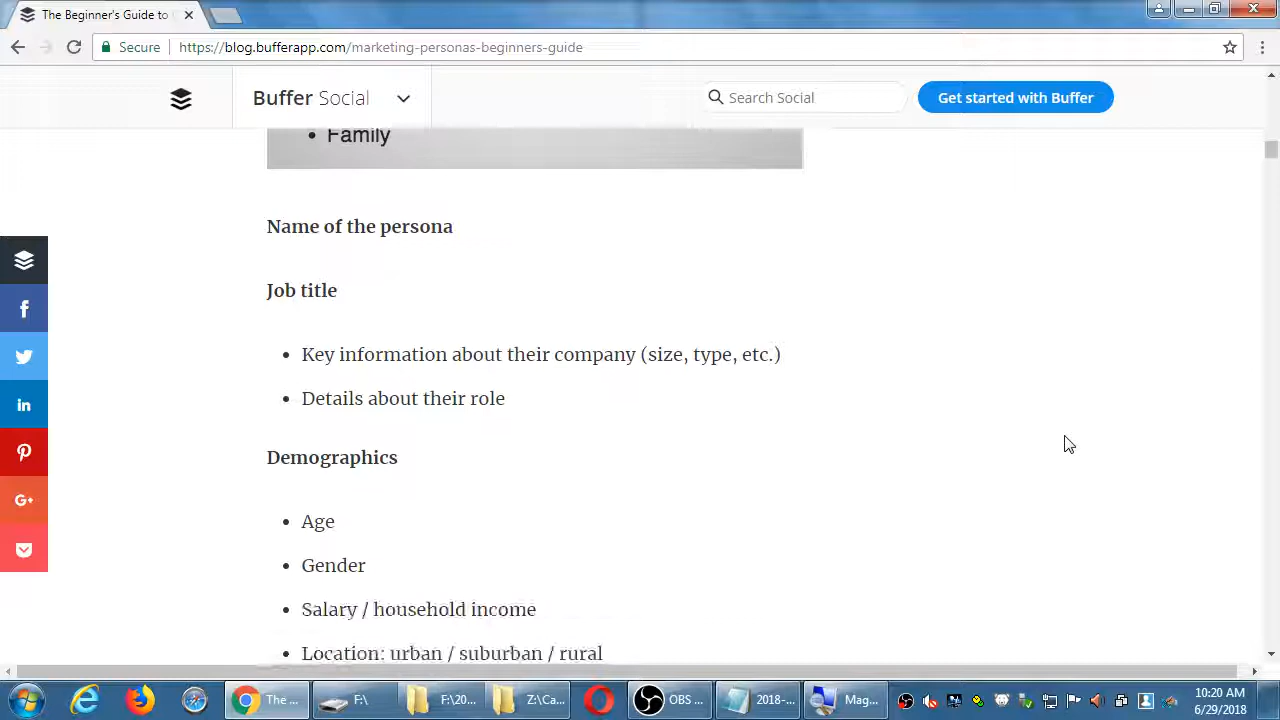 The Beginner's Guide to
Secure
https://blog.bufferapp.com/marketing-personas-beginners-guide
Buffer Social
Search Social
Get started with Buffer
• Family
Name of the persona
Job title
• Key information about their company (size, type, etc.)
• Details about their role
Demographics
• Age
• Gender
• Salary / household income
• Location: urban / suburban / rural
The ...
F:\
F:\20...
Z:\Ca...
OBS ...
2018-...
Mag...
10:20 AM
6/29/2018